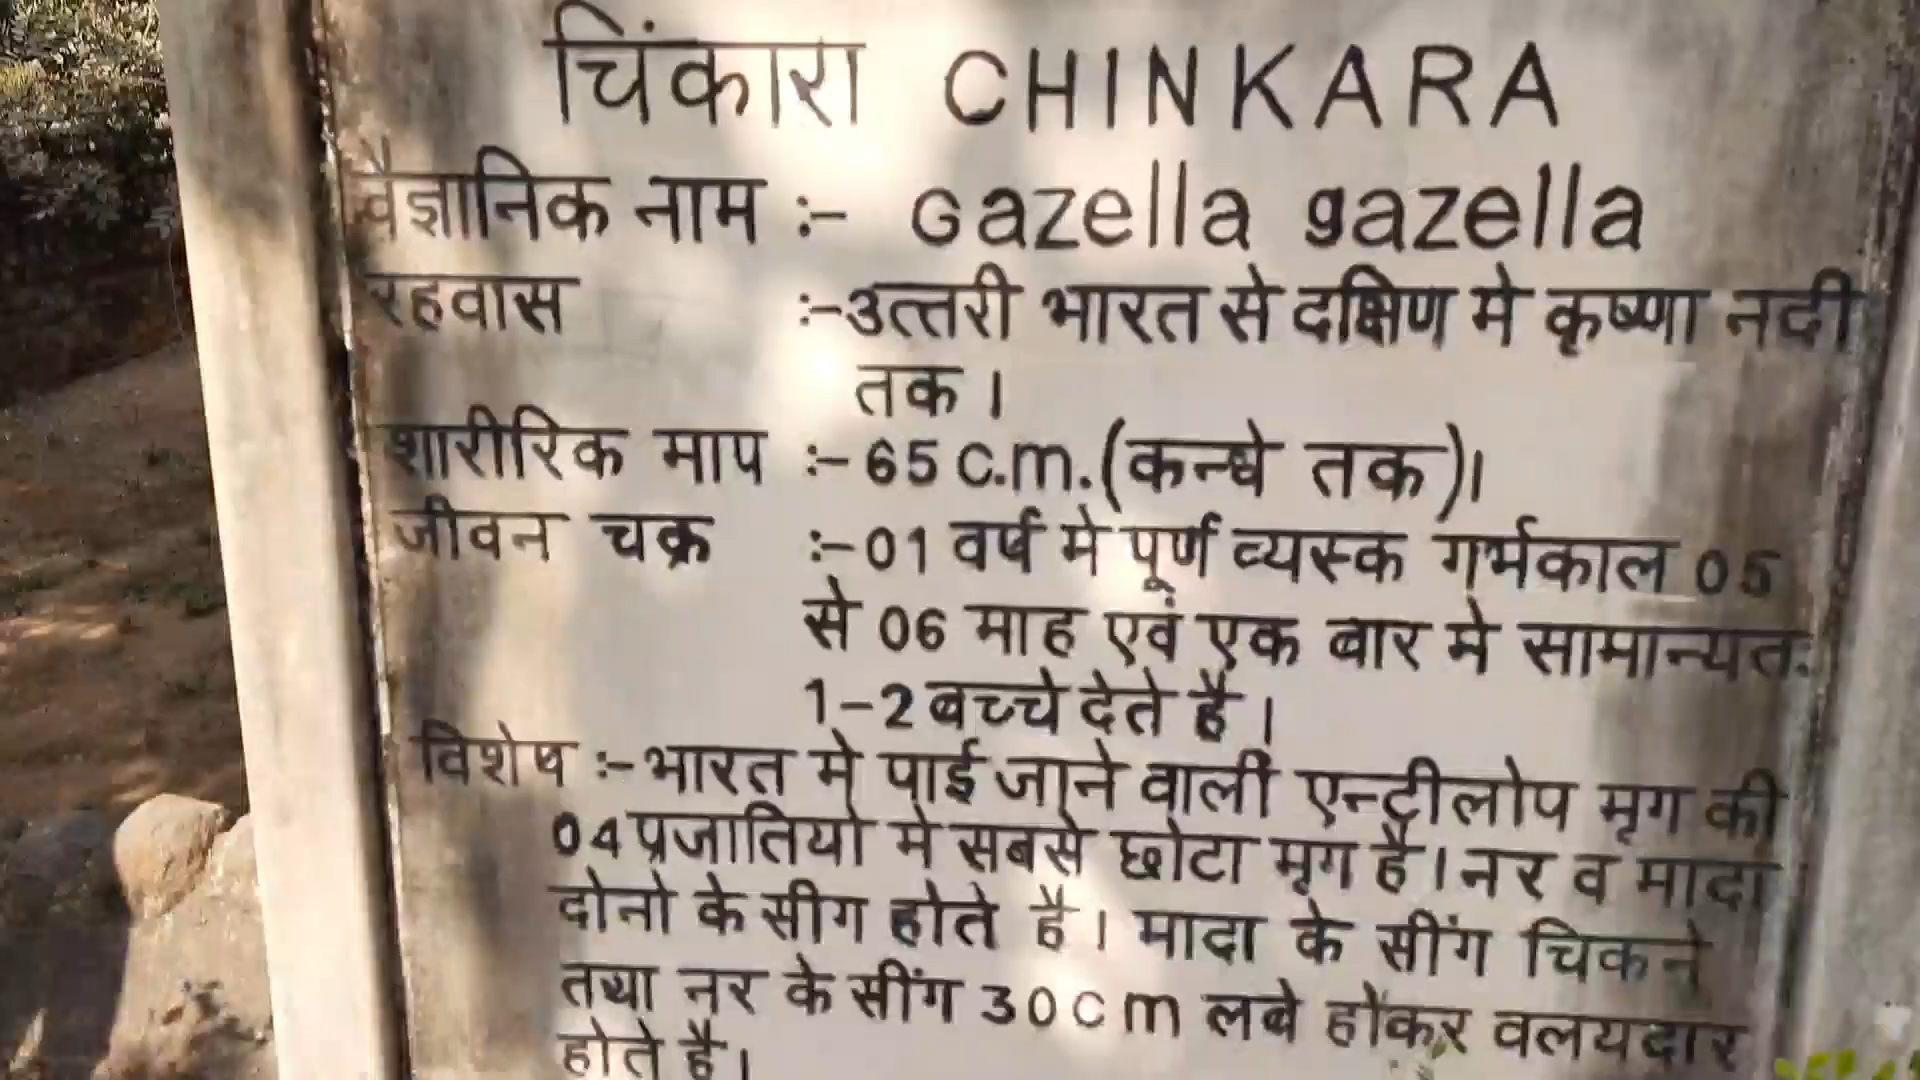 चिंकारा CHINKARA
वैज्ञानिक नाम :- Gazella gazella
रहवास :-उत्तरी भारत से दक्षिण मे कृष्णा नदी
तक ।
शारीरिक माप :-65 c.m.(कन्धे तक)।
जीवन चक्र :-01 वर्ष मे पूर्ण व्यस्क गर्भकाल 05
से 06 माह एवं एक बार मे सामान्यतः
1-2 बच्चे देते है ।
विशेष :-भारत मे पाई जाने वाली एन्ट्रीलोप मृग की
04 प्रजातियो मे सबसे छोटा मृग है । नर व मादा
दोनो के सीग होते है । मादा के सींग चिकने
तथा नर के सींग 30cm लबे होकर वलयदार
होते है ।